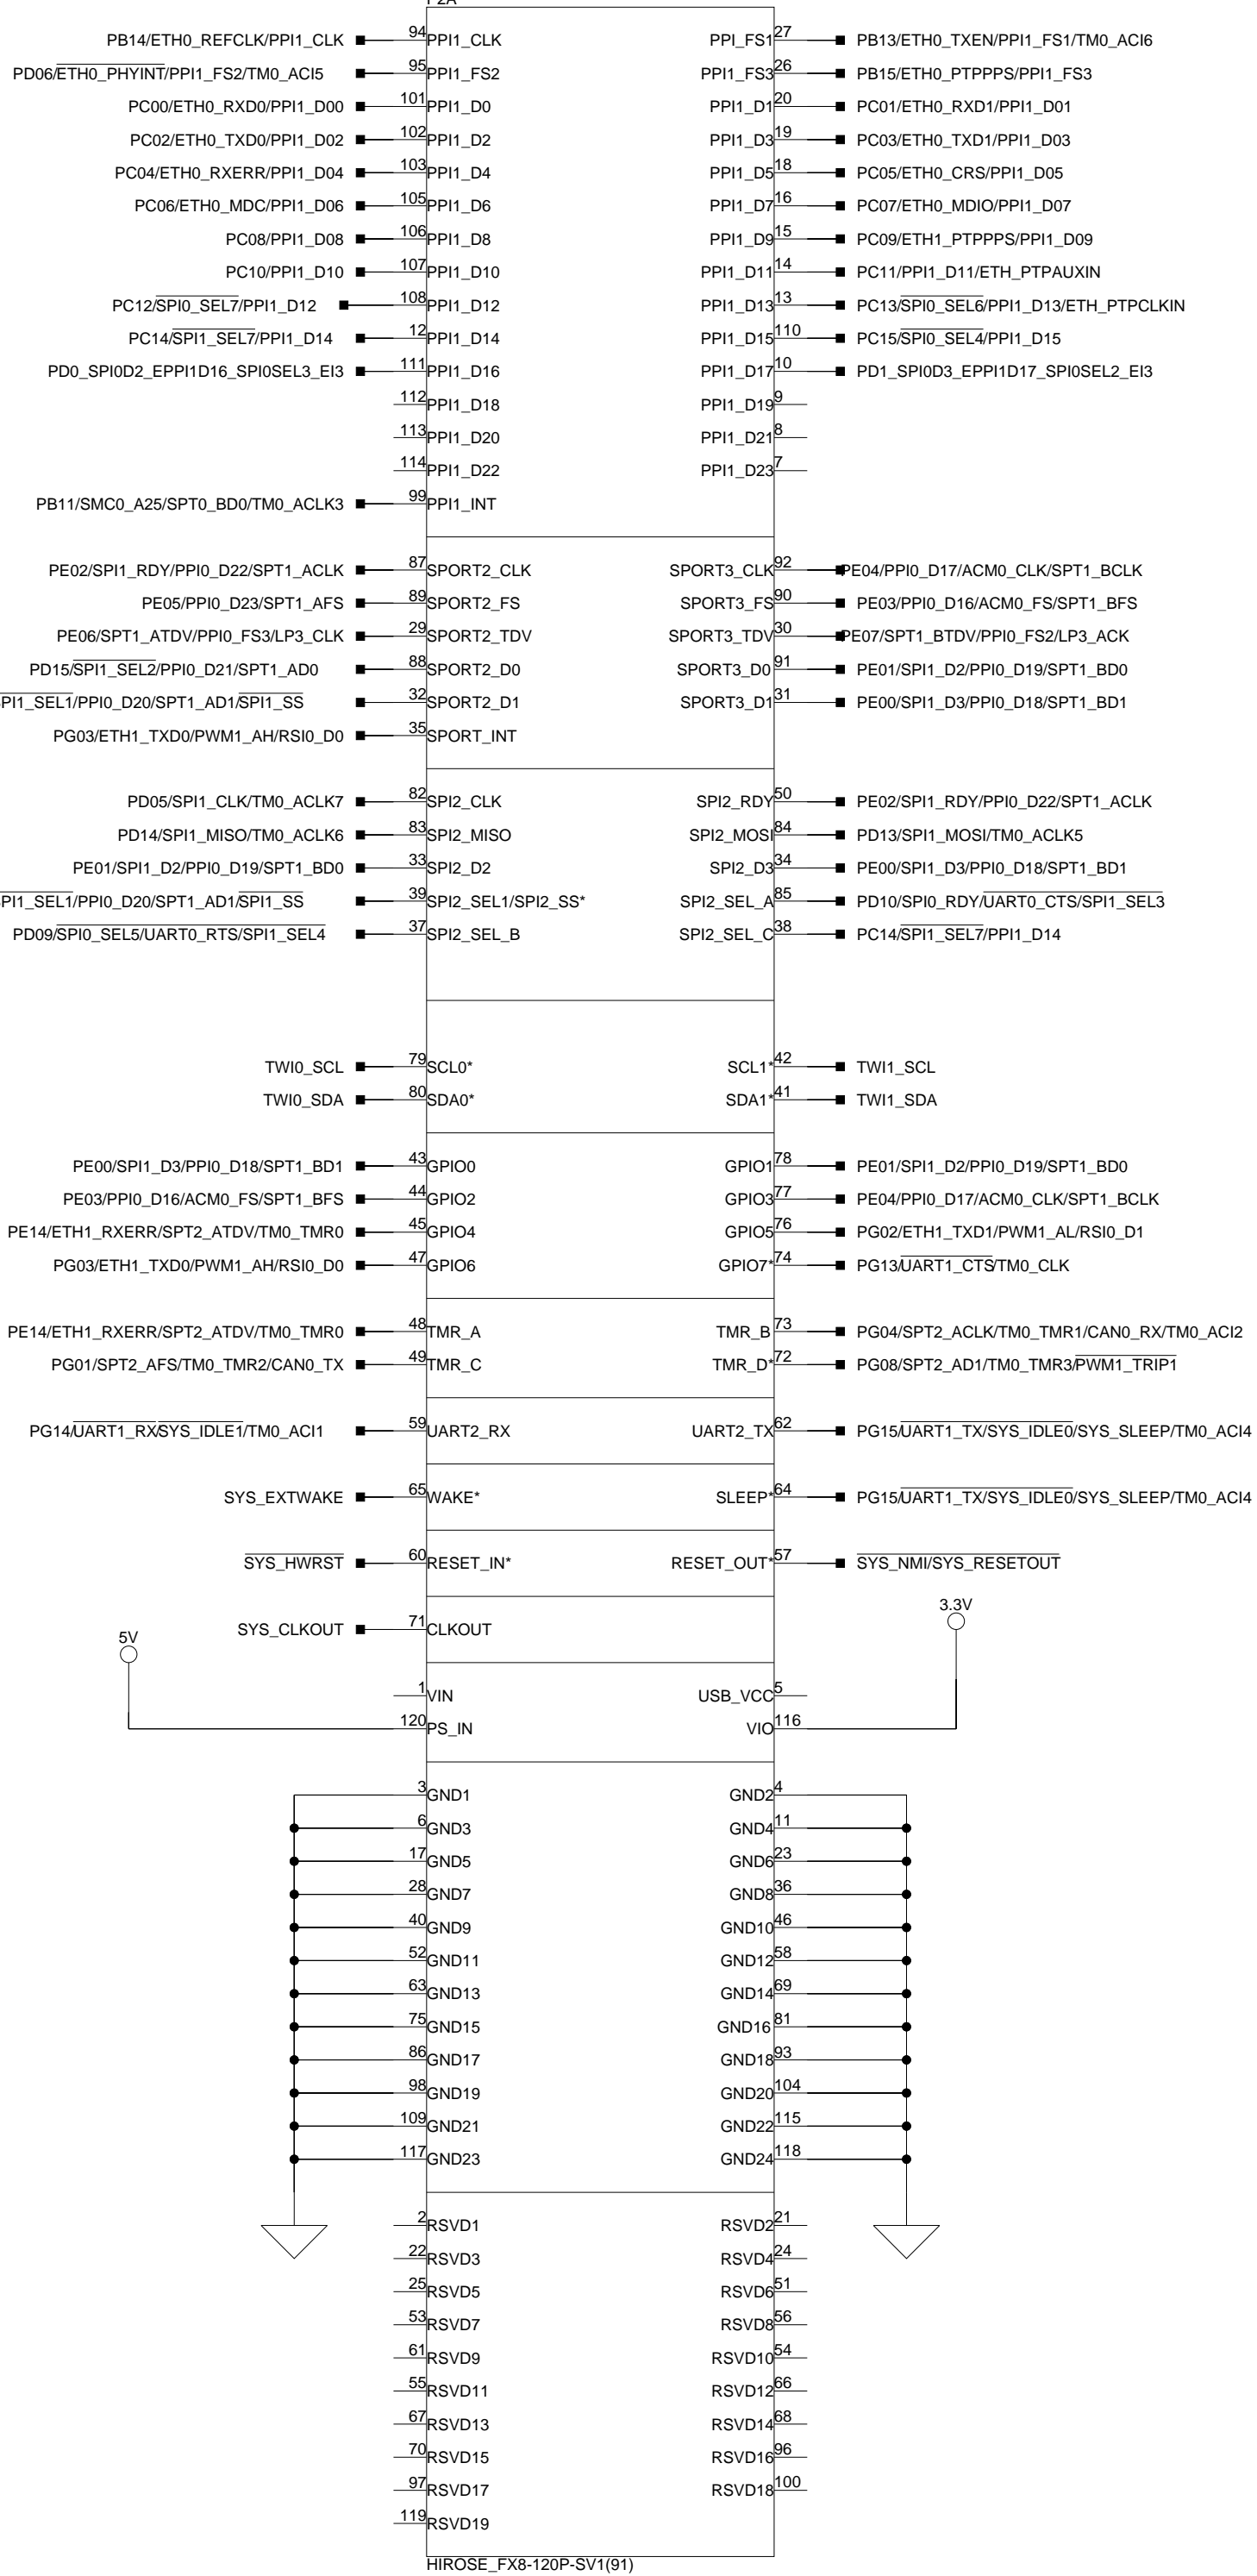 PB14/ETH0_REFCLK/PPI1_CLK 94 PPI1_CLK PPI_FS1 27 PB13/ETH0_TXEN/PPI1_FS1/TM0_ACI6
PD06/ETH0_PHYINT/PPI1_FS2/TM0_ACI5 95 PPI1_FS2 PPI1_FS3 26 PB15/ETH0_PTPPPS/PPI1_FS3
PC00/ETH0_RXD0/PPI1_D00 101 PPI1_D0 PPI1_D1 20 PC01/ETH0_RXD1/PPI1_D01
PC02/ETH0_TXD0/PPI1_D02 102 PPI1_D2 PPI1_D3 19 PC03/ETH0_TXD1/PPI1_D03
PC04/ETH0_RXERR/PPI1_D04 103 PPI1_D4 PPI1_D5 18 PC05/ETH0_CRS/PPI1_D05
PC06/ETH0_MDC/PPI1_D06 105 PPI1_D6 PPI1_D7 16 PC07/ETH0_MDIO/PPI1_D07
PC08/PPI1_D08 106 PPI1_D8 PPI1_D9 15 PC09/ETH1_PTPPPS/PPI1_D09
PC10/PPI1_D10 107 PPI1_D10 PPI1_D11 14 PC11/PPI1_D11/ETH_PTPAUXIN
PC12/SPI0_SEL7/PPI1_D12 108 PPI1_D12 PPI1_D13 13 PC13/SPI0_SEL6/PPI1_D13/ETH_PTPCLKIN
PC14/SPI1_SEL7/PPI1_D14 12 PPI1_D14 PPI1_D15 110 PC15/SPI0_SEL4/PPI1_D15
PD0_SPI0D2_EPPI1D16_SPI0SEL3_EI3 111 PPI1_D16 PPI1_D17 10 PD1_SPI0D3_EPPI1D17_SPI0SEL2_EI3
112 PPI1_D18 PPI1_D19 9
113 PPI1_D20 PPI1_D21 8
114 PPI1_D22 PPI1_D23 7
PB11/SMC0_A25/SPT0_BD0/TM0_ACLK3 99 PPI1_INT
PE02/SPI1_RDY/PPI0_D22/SPT1_ACLK 87 SPORT2_CLK SPORT3_CLK 92 PE04/PPI0_D17/ACM0_CLK/SPT1_BCLK
PE05/PPI0_D23/SPT1_AFS 89 SPORT2_FS SPORT3_FS 90 PE03/PPI0_D16/ACM0_FS/SPT1_BFS
PE06/SPT1_ATDV/PPI0_FS3/LP3_CLK 29 SPORT2_TDV SPORT3_TDV 30 PE07/SPT1_BTDV/PPI0_FS2/LP3_ACK
PD15/SPI1_SEL2/PPI0_D21/SPT1_AD0 88 SPORT2_D0 SPORT3_D0 91 PE01/SPI1_D2/PPI0_D19/SPT1_BD0
PI1_SEL1/PPI0_D20/SPT1_AD1/SPI1_SS 32 SPORT2_D1 SPORT3_D1 31 PE00/SPI1_D3/PPI0_D18/SPT1_BD1
PG03/ETH1_TXD0/PWM1_AH/RSI0_D0 35 SPORT_INT
PD05/SPI1_CLK/TM0_ACLK7 82 SPI2_CLK SPI2_RDY 50 PE02/SPI1_RDY/PPI0_D22/SPT1_ACLK
PD14/SPI1_MISO/TM0_ACLK6 83 SPI2_MISO SPI2_MOSI 84 PD13/SPI1_MOSI/TM0_ACLK5
PE01/SPI1_D2/PPI0_D19/SPT1_BD0 33 SPI2_D2 SPI2_D3 34 PE00/SPI1_D3/PPI0_D18/SPT1_BD1
PI1_SEL1/PPI0_D20/SPT1_AD1/SPI1_SS 39 SPI2_SEL1/SPI2_SS* SPI2_SEL_A 85 PD10/SPI0_RDY/UART0_CTS/SPI1_SEL3
PD09/SPI0_SEL5/UART0_RTS/SPI1_SEL4 37 SPI2_SEL_B SPI2_SEL_C 38 PC14/SPI1_SEL7/PPI1_D14
TWI0_SCL 79 SCL0* SCL1* 42 TWI1_SCL
TWI0_SDA 80 SDA0* SDA1* 41 TWI1_SDA
PE00/SPI1_D3/PPI0_D18/SPT1_BD1 43 GPIO0 GPIO1 78 PE01/SPI1_D2/PPI0_D19/SPT1_BD0
PE03/PPI0_D16/ACM0_FS/SPT1_BFS 44 GPIO2 GPIO3 77 PE04/PPI0_D17/ACM0_CLK/SPT1_BCLK
PE14/ETH1_RXERR/SPT2_ATDV/TM0_TMR0 45 GPIO4 GPIO5 76 PG02/ETH1_TXD1/PWM1_AL/RSI0_D1
PG03/ETH1_TXD0/PWM1_AH/RSI0_D0 47 GPIO6 GPIO7* 74 PG13/UART1_CTS/TM0_CLK
PE14/ETH1_RXERR/SPT2_ATDV/TM0_TMR0 48 TMR_A TMR_B 73 PG04/SPT2_ACLK/TM0_TMR1/CAN0_RX/TM0_ACI2
PG01/SPT2_AFS/TM0_TMR2/CAN0_TX 49 TMR_C TMR_D* 72 PG08/SPT2_AD1/TM0_TMR3/PWM1_TRIP1
PG14/UART1_RX/SYS_IDLE1/TM0_ACI1 59 UART2_RX UART2_TX 62 PG15/UART1_TX/SYS_IDLE0/SYS_SLEEP/TM0_ACI4
SYS_EXTWAKE 65 WAKE* SLEEP* 64 PG15/UART1_TX/SYS_IDLE0/SYS_SLEEP/TM0_ACI4
SYS_HWRST 60 RESET_IN* RESET_OUT* 57 SYS_NMI/SYS_RESETOUT
SYS_CLKOUT 71 CLKOUT
5V 3.3V
1 VIN USB_VCC 5
120 PS_IN VIO 116
3 GND1 GND2 4
6 GND3 GND4 11
17 GND5 GND6 23
28 GND7 GND8 36
40 GND9 GND10 46
52 GND11 GND12 58
63 GND13 GND14 69
75 GND15 GND16 81
86 GND17 GND18 93
98 GND19 GND20 104
109 GND21 GND22 115
117 GND23 GND24 118
2 RSVD1 RSVD2 21
22 RSVD3 RSVD4 24
25 RSVD5 RSVD6 51
53 RSVD7 RSVD8 56
61 RSVD9 RSVD10 54
55 RSVD11 RSVD12 66
67 RSVD13 RSVD14 68
70 RSVD15 RSVD16 96
97 RSVD17 RSVD18 100
119 RSVD19
HIROSE_FX8-120P-SV1(91)